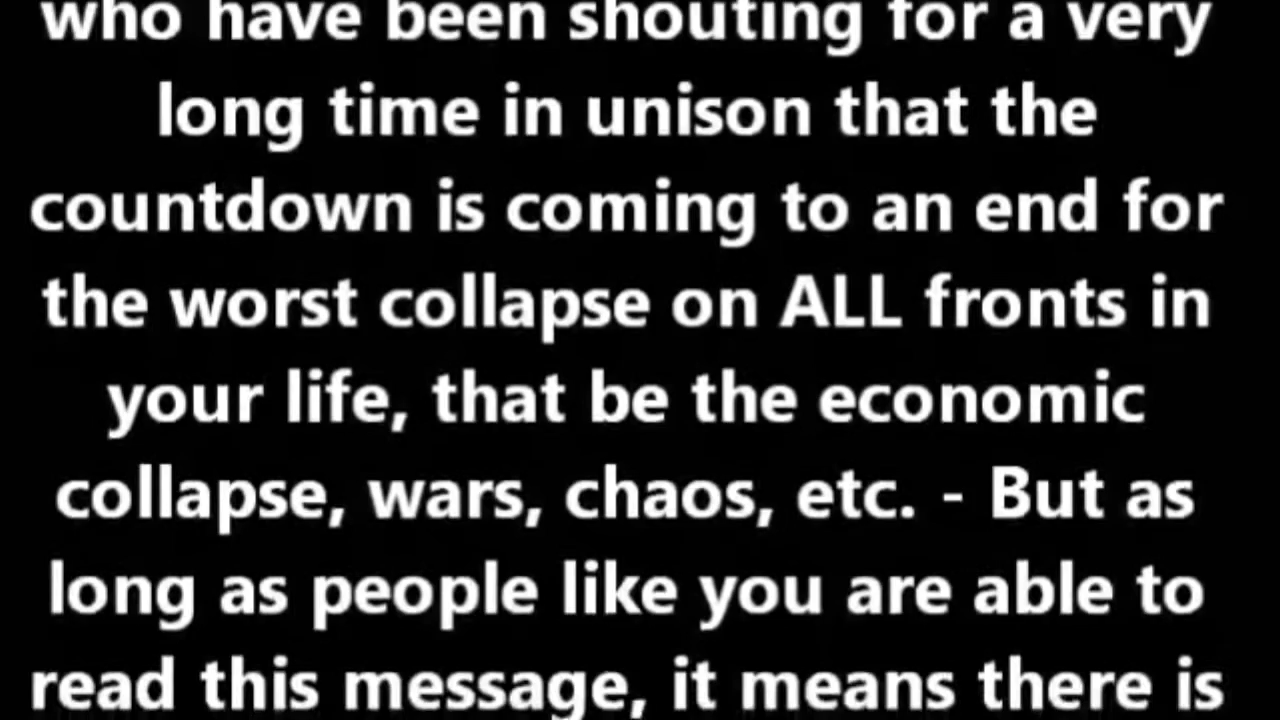 who have been shouting for a very
long time in unison that the
countdown is coming to an end for
the worst collapse on ALL fronts in
your life, that be the economic
collapse, wars, chaos, etc. - But as
long as people like you are able to
read this message, it means there is